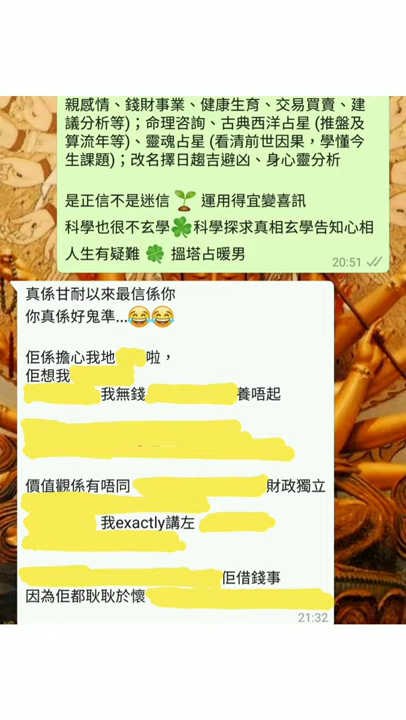 親感情、錢財事業、健康生育、交易買賣、建
議分析等)；命理咨詢、古典西洋占星 (推盤及
算流年等)、靈魂占星 (看清前世因果，學懂今
生課題)；改名擇日趨吉避凶、身心靈分析
是正信不是迷信🌱 運用得宜變喜訊
科學也很不玄學🍀科學探求真相玄學告知心相
人生有疑難 🍀 搵塔占暖男
20:51
真係甘耐以來最信係你
你真係好鬼準...😂😂
佢係擔心我地 啦，
佢想我
我無錢 養唔起
價值觀係有唔同 財政獨立
我exactly講左
佢借錢事
因為佢都耿耿於懷
21:32